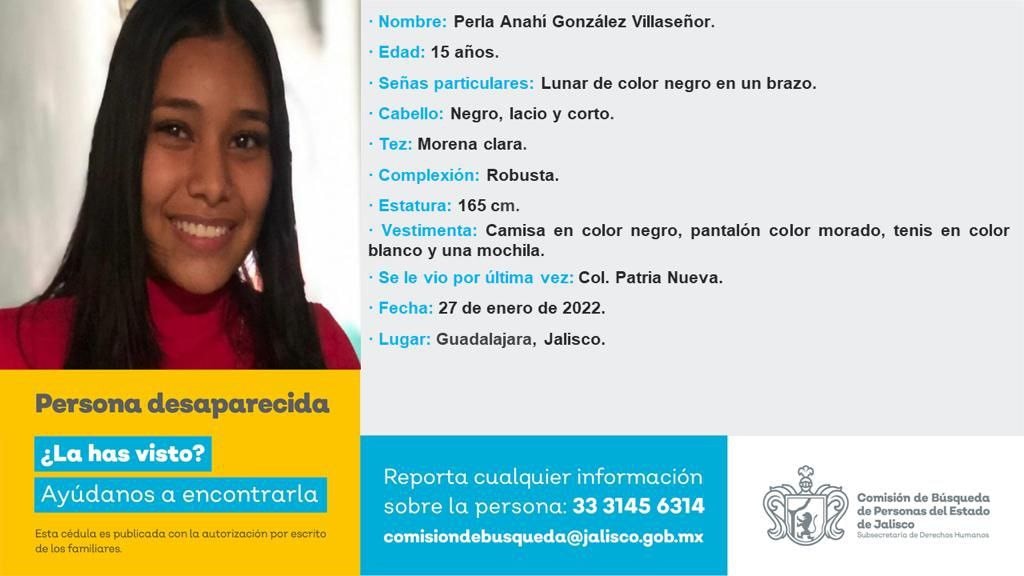 · Nombre: Perla Anahí González Villaseñor.
· Edad: 15 años.
· Señas particulares: Lunar de color negro en un brazo.
· Cabello: Negro, lacio y corto.
· Tez: Morena clara.
· Complexión: Robusta.
· Estatura: 165 cm.
· Vestimenta: Camisa en color negro, pantalón color morado, tenis en color
blanco y una mochila.
· Se le vio por última vez: Col. Patria Nueva.
· Fecha: 27 de enero de 2022.
· Lugar: Guadalajara, Jalisco.
Persona desaparecida
¿La has visto?
Ayúdanos a encontrarla
Esta cédula es publicada con la autorización por escrito
de los familiares.
Reporta cualquier información
sobre la persona: 33 3145 6314
comisiondebusqueda@jalisco.gob.mx
Comisión de Búsqueda
de Personas del Estado
de Jalisco
Subsecretaría de Derechos Humanos